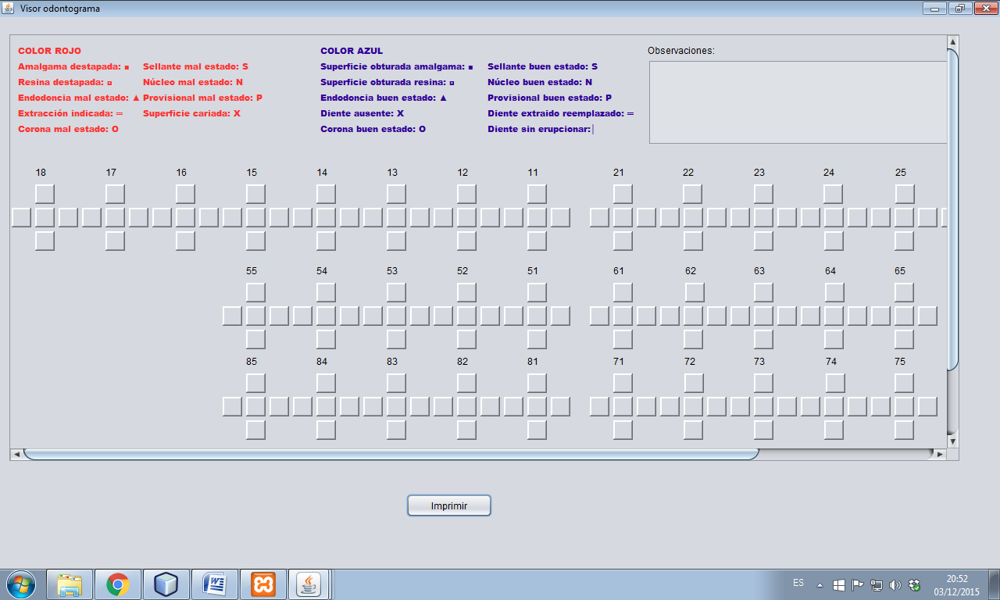 Visor odontograma
COLOR ROJO
Amalgama destapada: ▪ Sellante mal estado: S
Resina destapada: ▫ Núcleo mal estado: N
Endodoncia mal estado: ▲ Provisional mal estado: P
Extracción indicada: = Superficie cariada: X
Corona mal estado: O
COLOR AZUL
Superficie obturada amalgama: ▪ Sellante buen estado: S
Superficie obturada resina: ▫ Núcleo buen estado: N
Endodoncia buen estado: ▲ Provisional buen estado: P
Diente ausente: X Diente extraido reemplazado: =
Corona buen estado: O Diente sin erupcionar: |
Observaciones:
18 17 16 15 14 13 12 11 21 22 23 24 25
55 54 53 52 51 61 62 63 64 65
85 84 83 82 81 71 72 73 74 75
Imprimir
ES
20:52
03/12/2015